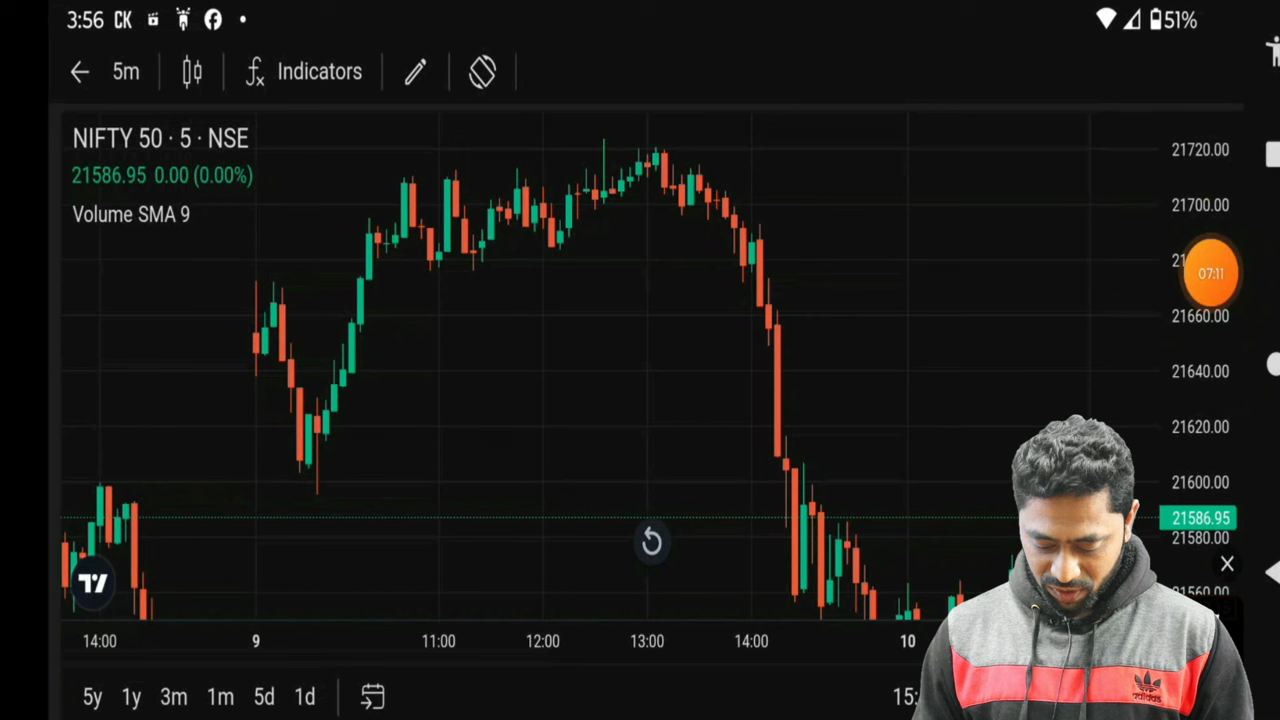 3:56 CK
51%
5m
Indicators
NIFTY 50 · 5 · NSE
21586.95 0.00 (0.00%)
Volume SMA 9
21720.00
21700.00
07:11
21660.00
21640.00
21620.00
21600.00
21586.95
21580.00
21560.00
14:00 9 11:00 12:00 13:00 14:00 10
5y 1y 3m 1m 5d 1d
15:
adidas